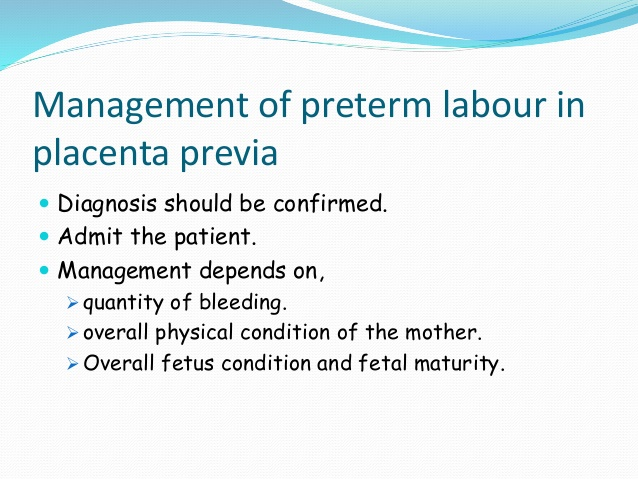 Management of preterm labour in
placenta previa
• Diagnosis should be confirmed.
• Admit the patient.
• Management depends on,
➢ quantity of bleeding.
➢ overall physical condition of the mother.
➢ Overall fetus condition and fetal maturity.